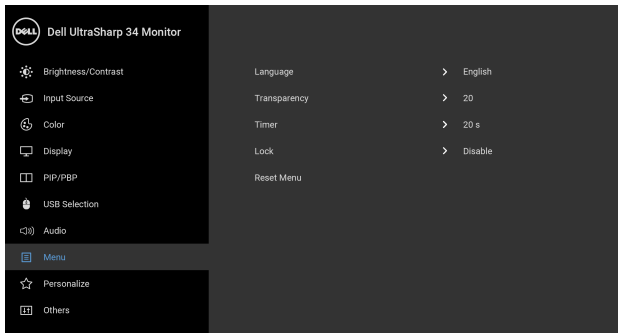 DELL Dell UltraSharp 34 Monitor
Brightness/Contrast
Language English
Input Source
Transparency 20
Color
Timer 20 s
Display
Lock Disable
PIP/PBP
Reset Menu
USB Selection
Audio
Menu
Personalize
Others